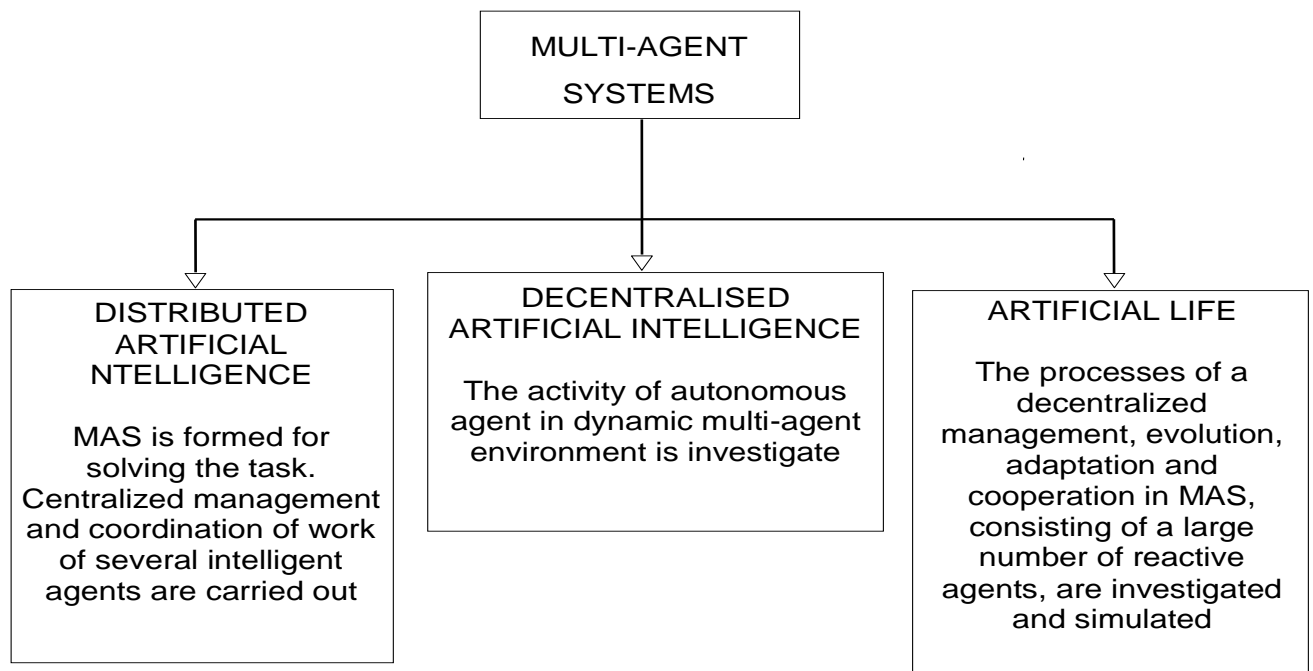 MULTI-AGENT
SYSTEMS
DISTRIBUTED
ARTIFICIAL
NTELLIGENCE
MAS is formed for
solving the task.
Centralized management
and coordination of work
of several intelligent
agents are carried out
DECENTRALISED
ARTIFICIAL INTELLIGENCE
The activity of autonomous
agent in dynamic multi-agent
environment is investigate
ARTIFICIAL LIFE
The processes of a
decentralized
management, evolution,
adaptation and
cooperation in MAS,
consisting of a large
number of reactive
agents, are investigated
and simulated